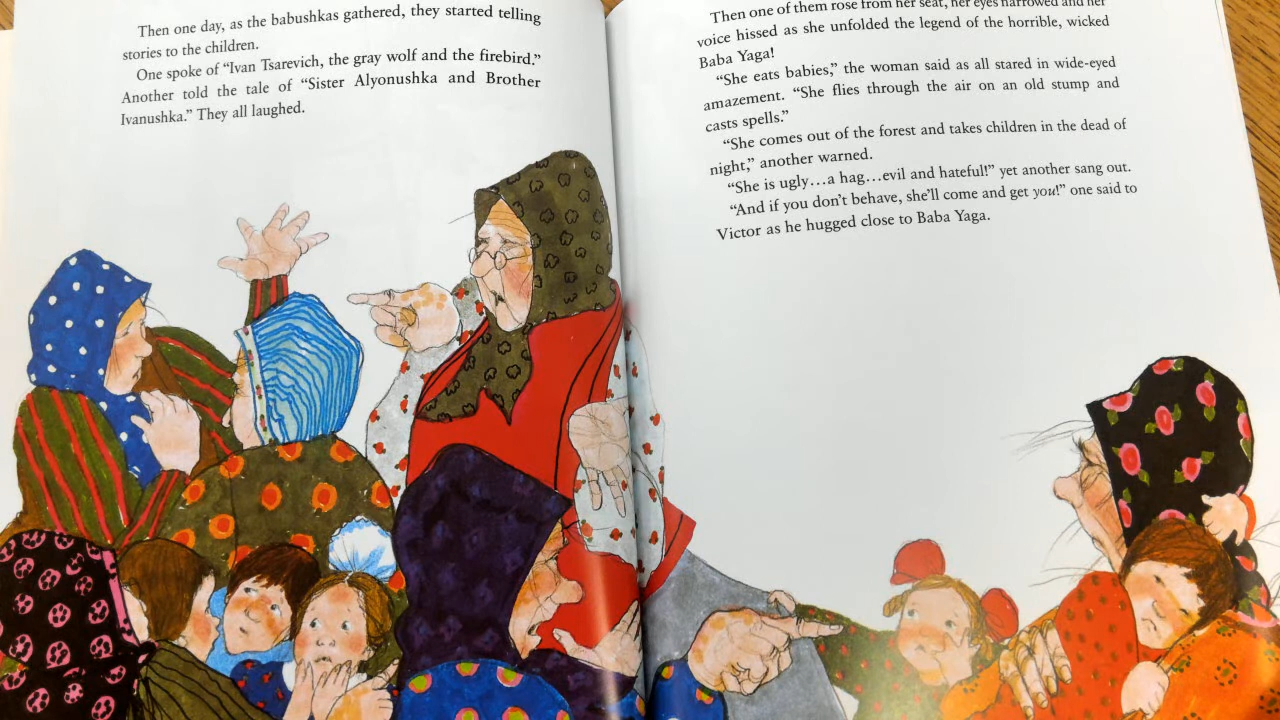 Then one day, as the babushkas gathered, they started telling
stories to the children.
One spoke of “Ivan Tsarevich, the gray wolf and the firebird.”
Another told the tale of “Sister Alyonushka and Brother
Ivanushka.” They all laughed.
Then one of them rose from her seat, her eyes narrowed and her
voice hissed as she unfolded the legend of the horrible, wicked
Baba Yaga!
“She eats babies,” the woman said as all stared in wide-eyed
amazement. “She flies through the air on an old stump and
casts spells.”
“She comes out of the forest and takes children in the dead of
night,” another warned.
“She is ugly…a hag…evil and hateful!” yet another sang out.
“And if you don’t behave, she’ll come and get you!” one said to
Victor as he hugged close to Baba Yaga.